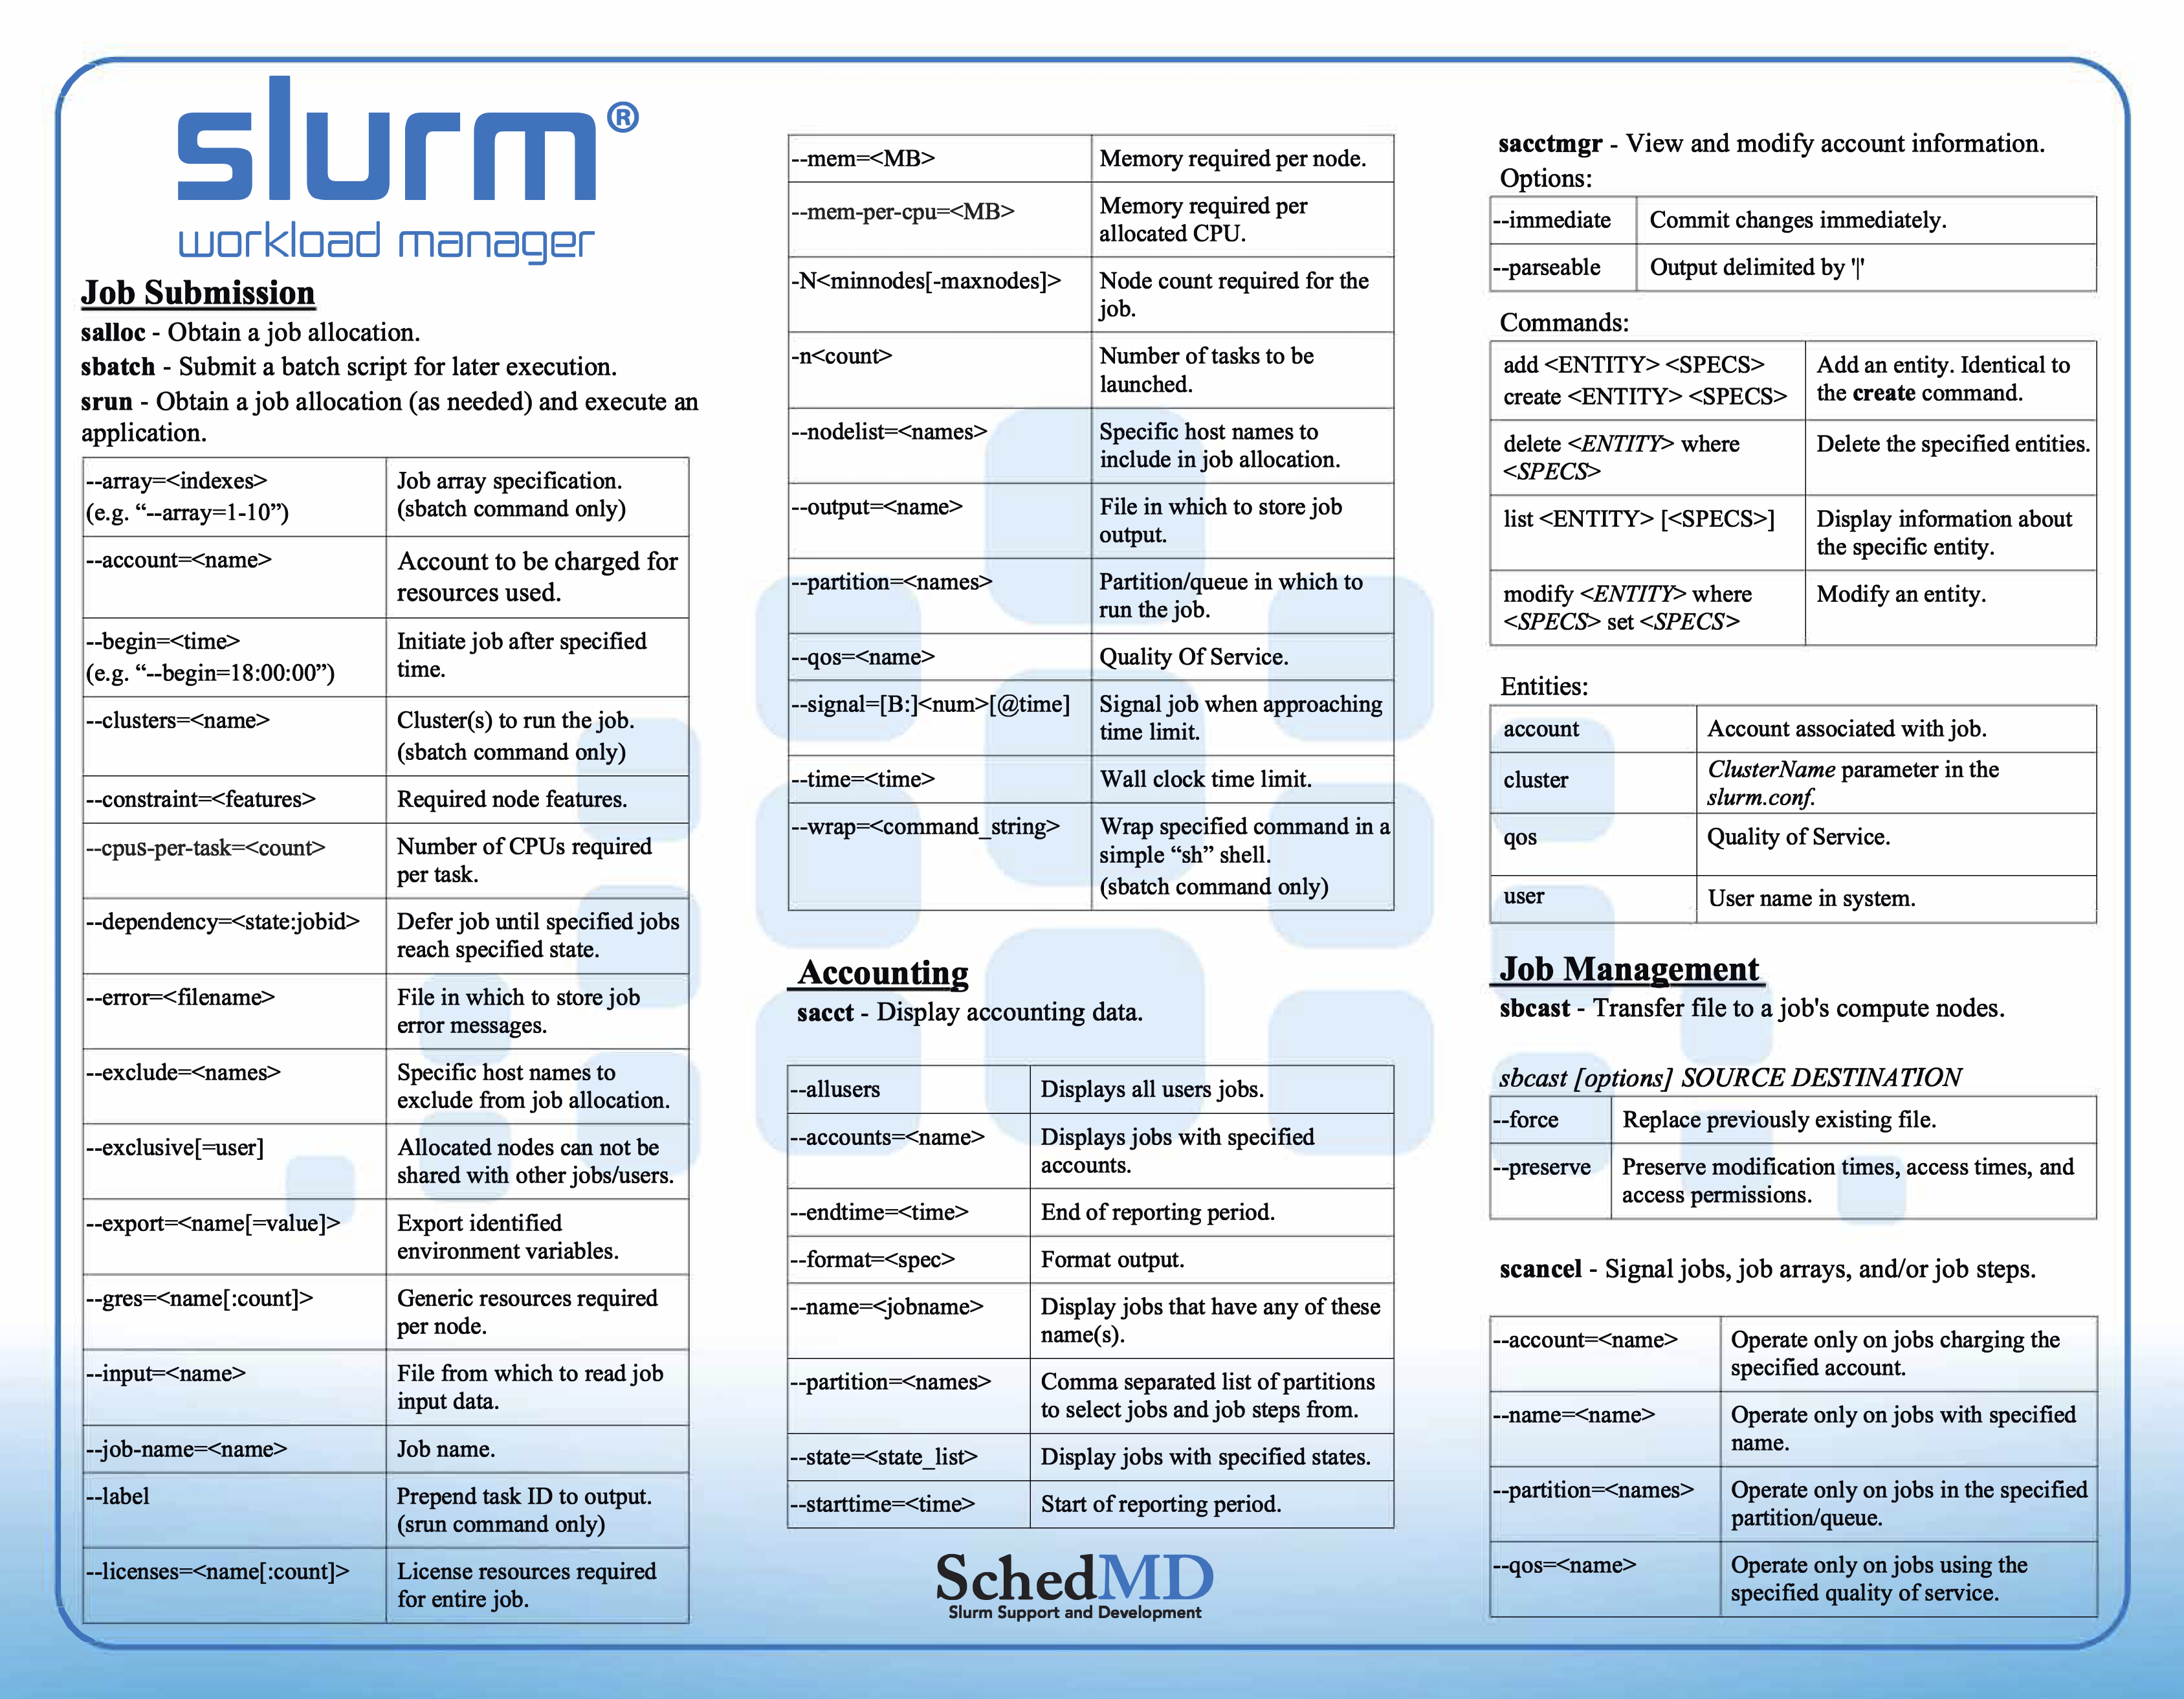 slurm®
workload manager
Job Submission
salloc - Obtain a job allocation.
sbatch - Submit a batch script for later execution.
srun - Obtain a job allocation (as needed) and execute an
application.
--array=<indexes>
(e.g. “--array=1-10”)
Job array specification.
(sbatch command only)
--account=<name>
Account to be charged for
resources used.
--begin=<time>
(e.g. “--begin=18:00:00”)
Initiate job after specified
time.
--clusters=<name>
Cluster(s) to run the job.
(sbatch command only)
--constraint=<features>
Required node features.
--cpus-per-task=<count>
Number of CPUs required
per task.
--dependency=<state:jobid>
Defer job until specified jobs
reach specified state.
--error=<filename>
File in which to store job
error messages.
--exclude=<names>
Specific host names to
exclude from job allocation.
--exclusive[=user]
Allocated nodes can not be
shared with other jobs/users.
--export=<name[=value]>
Export identified
environment variables.
--gres=<name[:count]>
Generic resources required
per node.
--input=<name>
File from which to read job
input data.
--job-name=<name>
Job name.
--label
Prepend task ID to output.
(srun command only)
--licenses=<name[:count]>
License resources required
for entire job.
--mem=<MB>
Memory required per node.
--mem-per-cpu=<MB>
Memory required per
allocated CPU.
-N<minnodes[-maxnodes]>
Node count required for the
job.
-n<count>
Number of tasks to be
launched.
--nodelist=<names>
Specific host names to
include in job allocation.
--output=<name>
File in which to store job
output.
--partition=<names>
Partition/queue in which to
run the job.
--qos=<name>
Quality Of Service.
--signal=[B:]<num>[@time]
Signal job when approaching
time limit.
--time=<time>
Wall clock time limit.
--wrap=<command_string>
Wrap specified command in a
simple “sh” shell.
(sbatch command only)
Accounting
sacct - Display accounting data.
--allusers
Displays all users jobs.
--accounts=<name>
Displays jobs with specified
accounts.
--endtime=<time>
End of reporting period.
--format=<spec>
Format output.
--name=<jobname>
Display jobs that have any of these
name(s).
--partition=<names>
Comma separated list of partitions
to select jobs and job steps from.
--state=<state_list>
Display jobs with specified states.
--starttime=<time>
Start of reporting period.
SchedMD
Slurm Support and Development
sacctmgr - View and modify account information.
Options:
--immediate
Commit changes immediately.
--parseable
Output delimited by '|'
Commands:
add <ENTITY> <SPECS>
create <ENTITY> <SPECS>
Add an entity. Identical to
the create command.
delete <ENTITY> where
<SPECS>
Delete the specified entities.
list <ENTITY> [<SPECS>]
Display information about
the specific entity.
modify <ENTITY> where
<SPECS> set <SPECS>
Modify an entity.
Entities:
account
Account associated with job.
cluster
ClusterName parameter in the
slurm.conf.
qos
Quality of Service.
user
User name in system.
Job Management
sbcast - Transfer file to a job's compute nodes.
sbcast [options] SOURCE DESTINATION
--force
Replace previously existing file.
--preserve
Preserve modification times, access times, and
access permissions.
scancel - Signal jobs, job arrays, and/or job steps.
--account=<name>
Operate only on jobs charging the
specified account.
--name=<name>
Operate only on jobs with specified
name.
--partition=<names>
Operate only on jobs in the specified
partition/queue.
--qos=<name>
Operate only on jobs using the
specified quality of service.